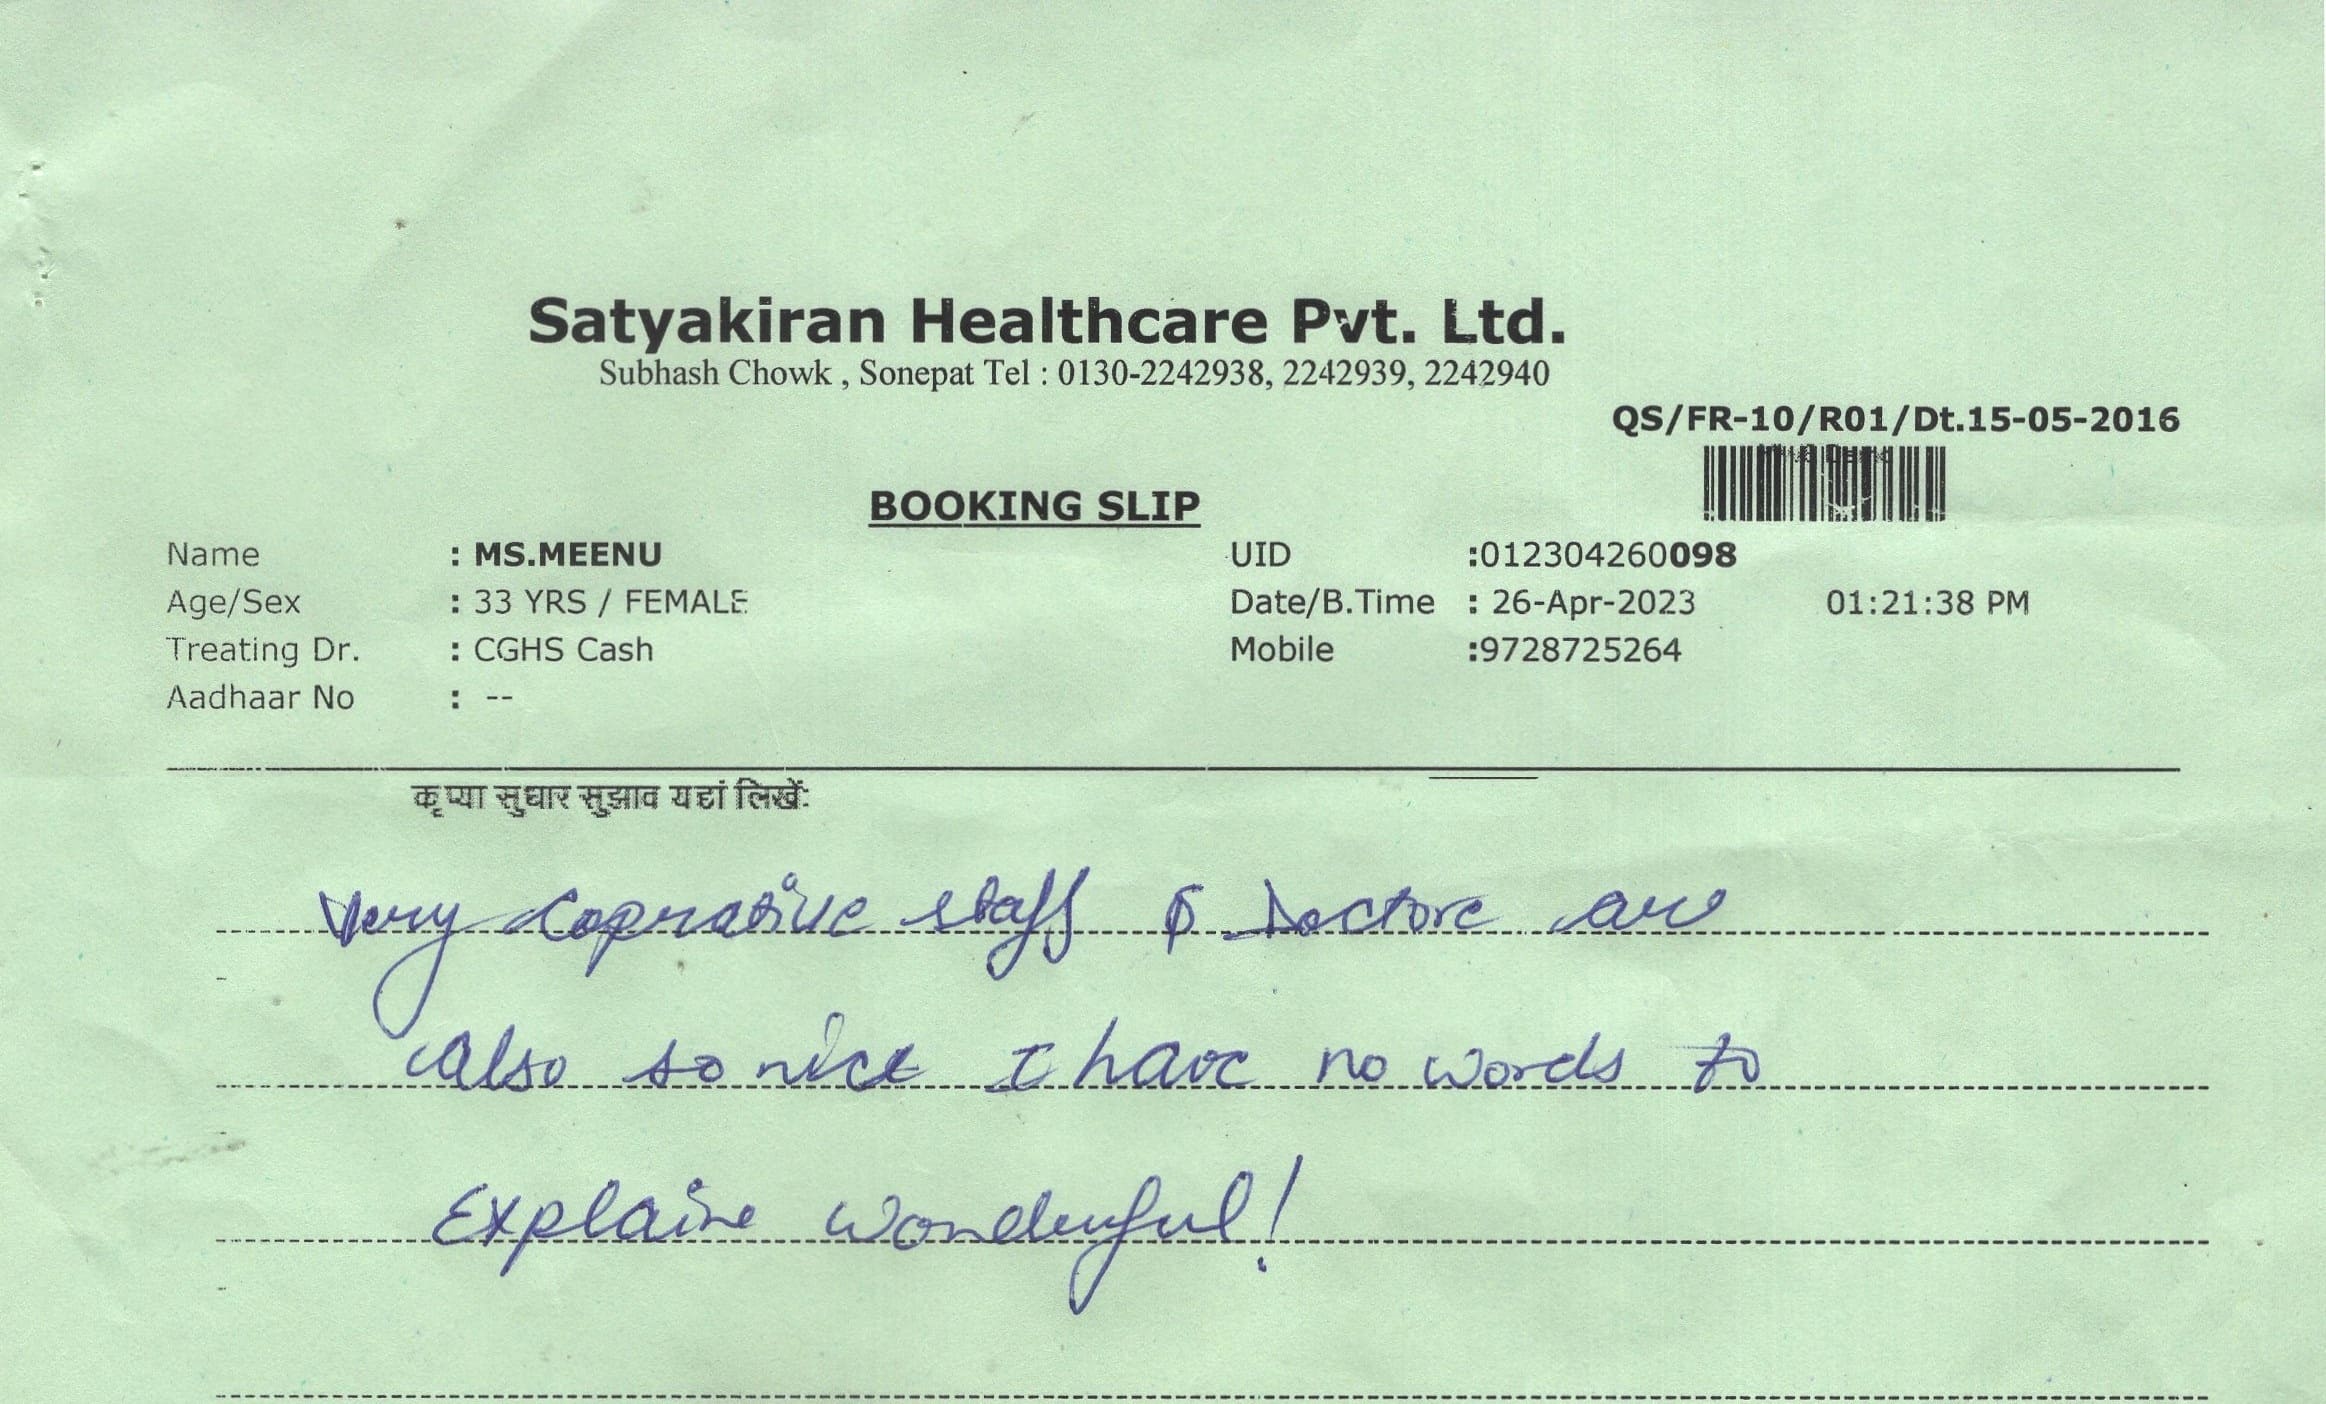 Satyakiran Healthcare Pvt. Ltd.
Subhash Chowk , Sonepat Tel : 0130-2242938, 2242939, 2242940
QS/FR-10/R01/Dt.15-05-2016
BOOKING SLIP
Name : MS.MEENU UID :012304260098
Age/Sex : 33 YRS / FEMALE Date/B.Time : 26-Apr-2023 01:21:38 PM
Treating Dr. : CGHS Cash Mobile :9728725264
Aadhaar No : --
कृप्या सुधार सुझाव यहां लिखें:
Very coprative staff & Doctore are
also so nice I have no words to
Explaine wonderful!